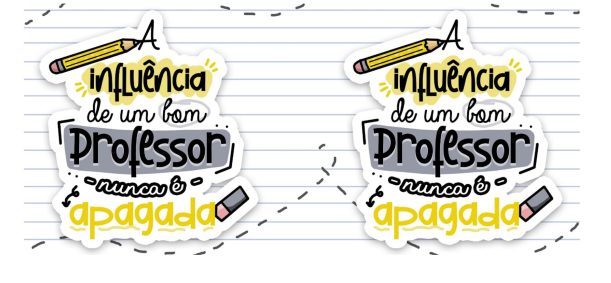 A
influência
de um bom
Professor
nunca é
apagada
A
influência
de um bom
Professor
nunca é
apagada